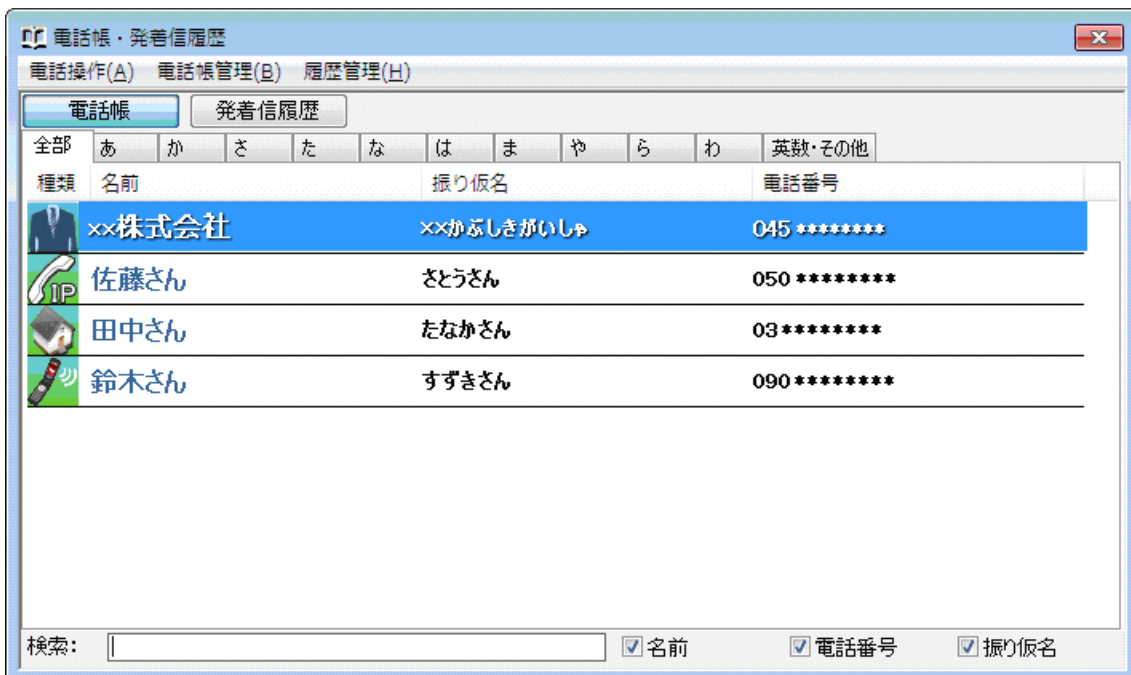 電話帳・発着信履歴
電話操作(A) 電話帳管理(B) 履歴管理(H)
電話帳 発着信履歴
全部 あ か さ た な は ま や ら わ 英数・その他
種類 名前 振り仮名 電話番号
××株式会社 ××かぶしきがいしゃ 045********
IP 佐藤さん さとうさん 050********
田中さん たなかさん 03********
鈴木さん すずきさん 090********
検索: 名前 電話番号 振り仮名